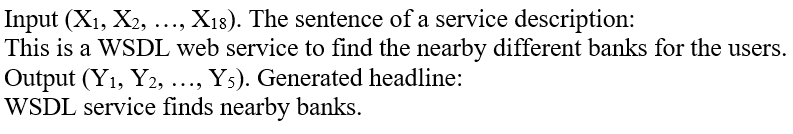 Input (X₁, X₂, …, X₁₈). The sentence of a service description:
This is a WSDL web service to find the nearby different banks for the users.
Output (Y₁, Y₂, …, Y₅). Generated headline:
WSDL service finds nearby banks.